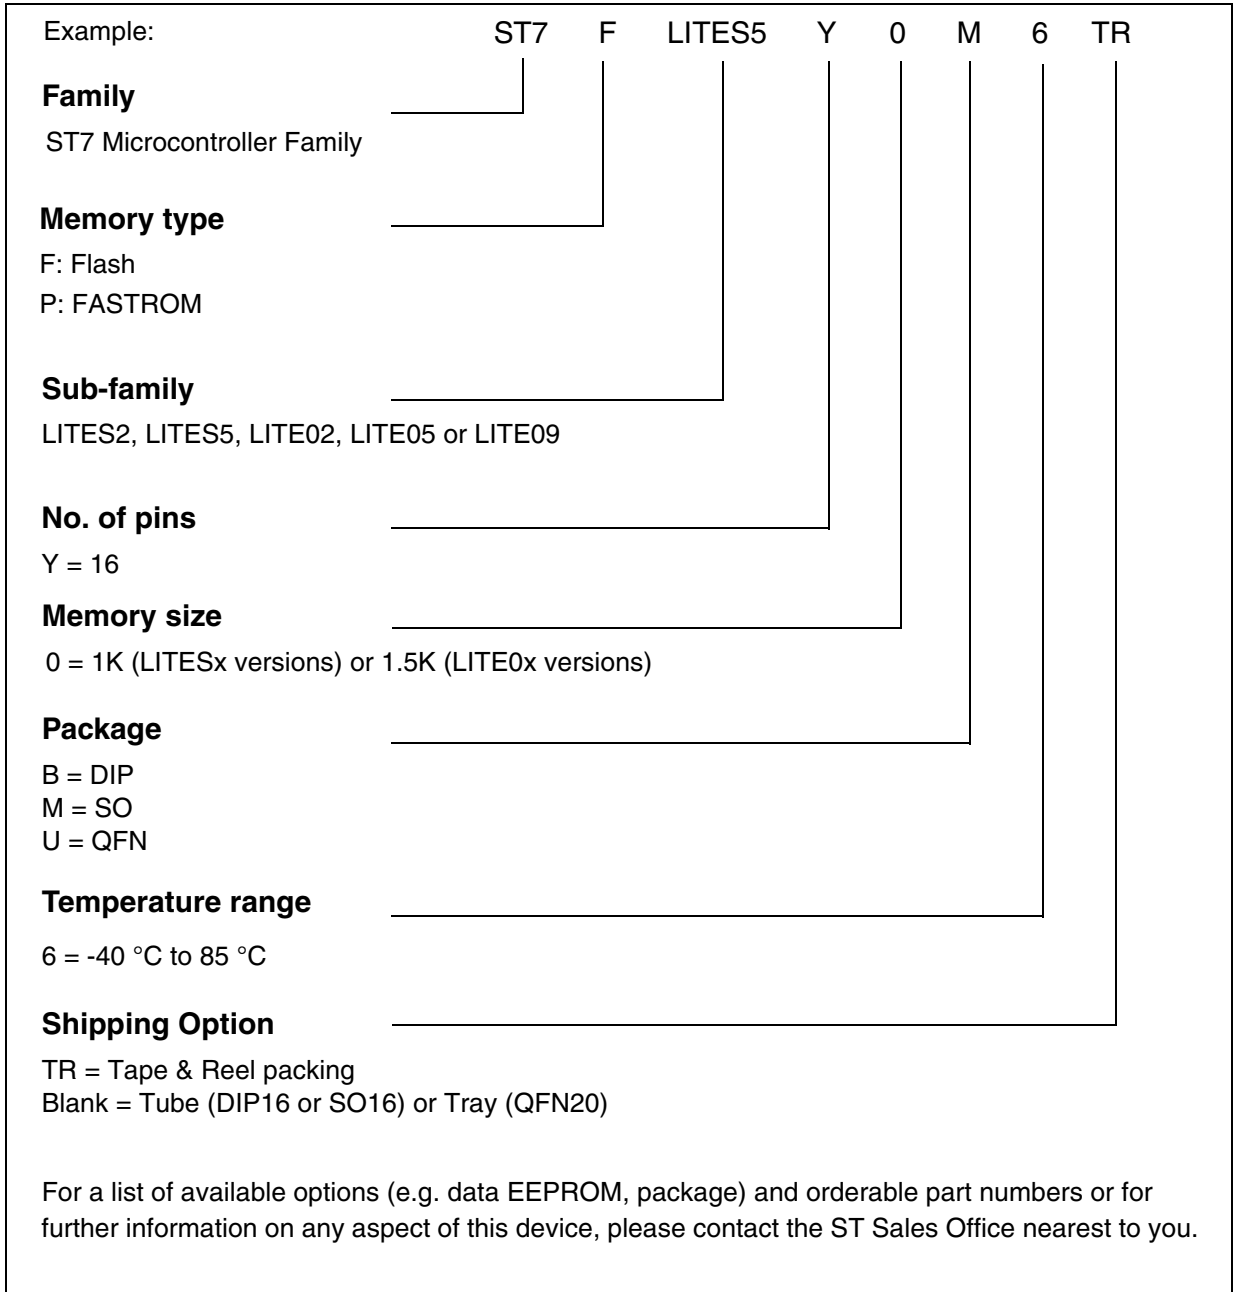 Example: ST7 F LITES5 Y 0 M 6 TR
Family
ST7 Microcontroller Family
Memory type
F: Flash
P: FASTROM
Sub-family
LITES2, LITES5, LITE02, LITE05 or LITE09
No. of pins
Y = 16
Memory size
0 = 1K (LITESx versions) or 1.5K (LITE0x versions)
Package
B = DIP
M = SO
U = QFN
Temperature range
6 = -40 °C to 85 °C
Shipping Option
TR = Tape & Reel packing
Blank = Tube (DIP16 or SO16) or Tray (QFN20)
For a list of available options (e.g. data EEPROM, package) and orderable part numbers or for
further information on any aspect of this device, please contact the ST Sales Office nearest to you.